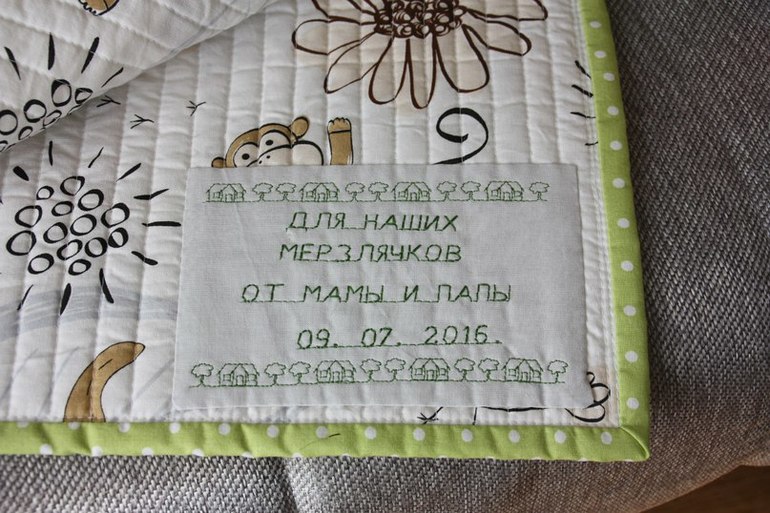 ДЛЯ НАШИХ
МЕРЗЛЯЧКОВ
ОТ МАМЫ И ПАПЫ
09. 07. 2016.